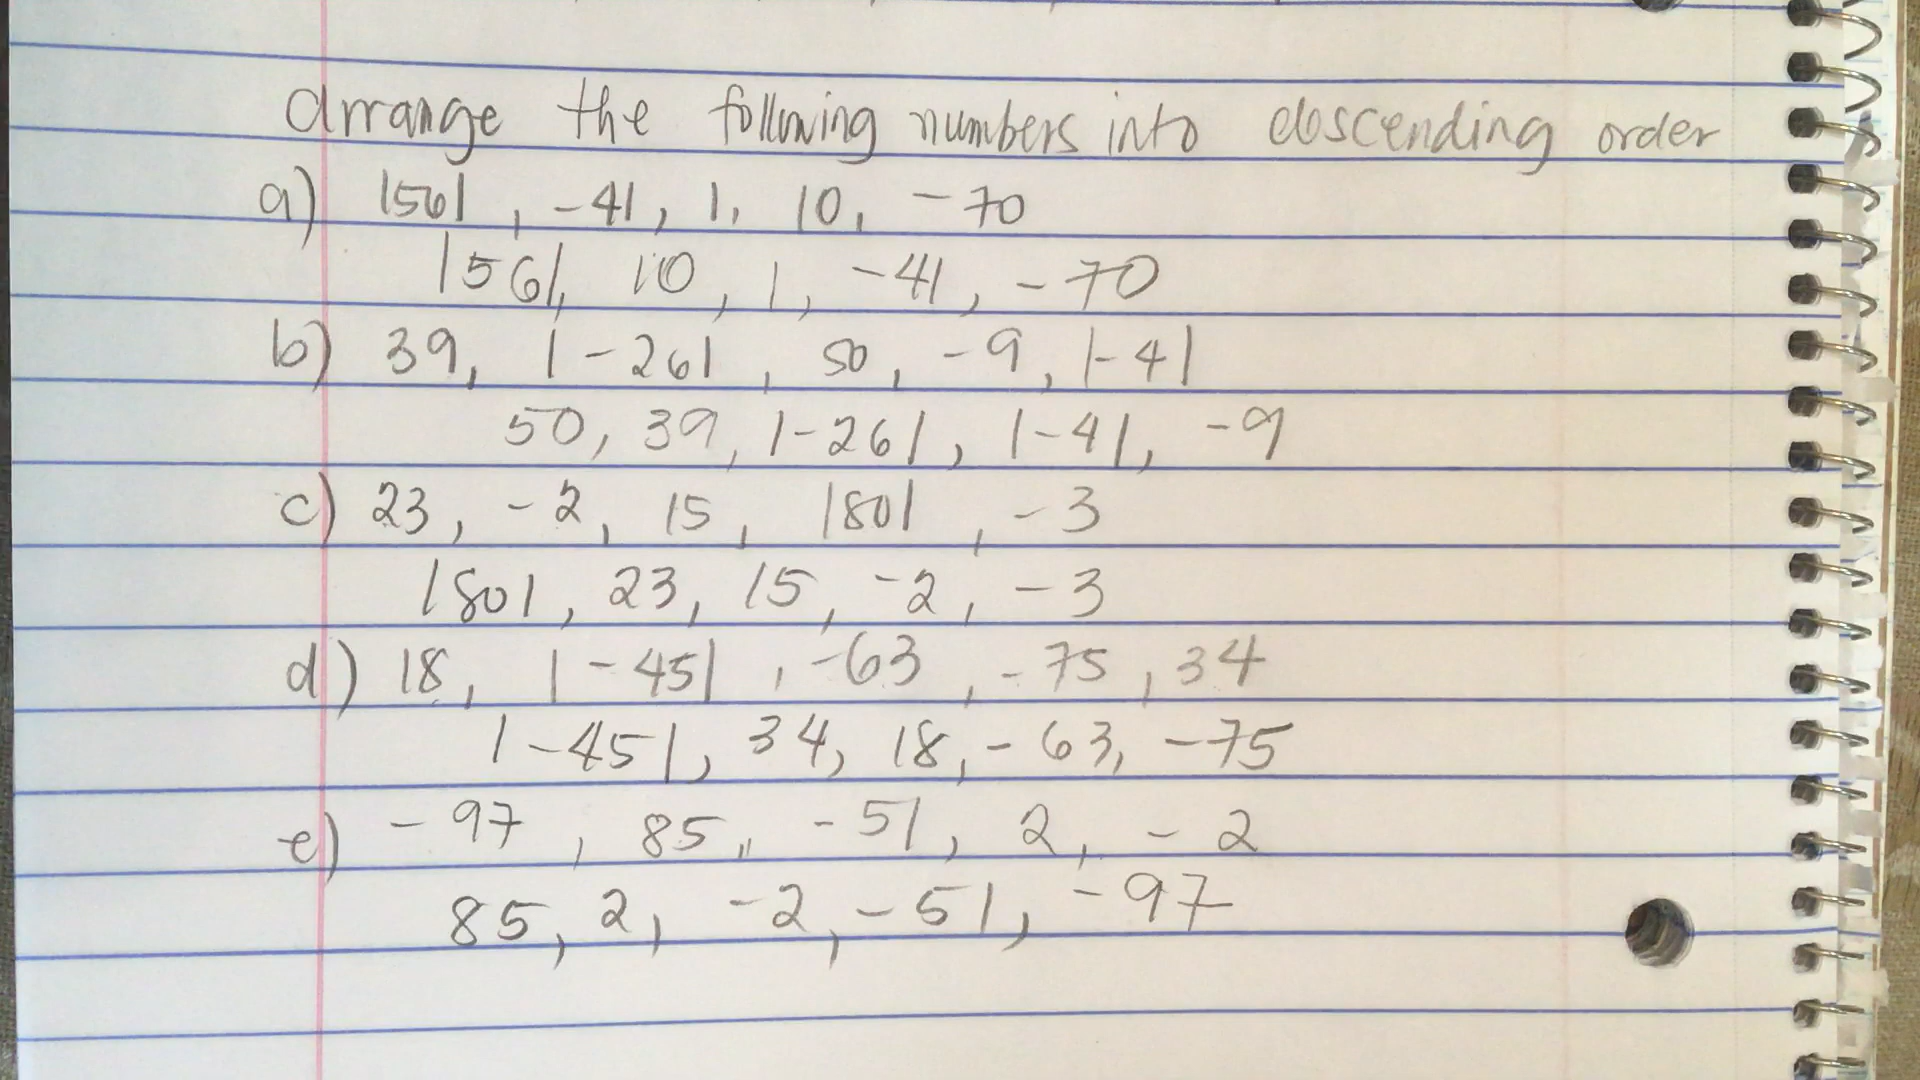 arrange the following numbers into descending order
a) |56|, -41, 1, 10, -70
|56|, 10, 1, -41, -70
b) 39, |-26|, 50, -9, |-4|
50, 39, |-26|, |-4|, -9
c) 23, -2, 15, |80|, -3
|80|, 23, 15, -2, -3
d) 18, |-45|, -63, -75, 34
|-45|, 34, 18, -63, -75
e) -97, 85, -51, 2, -2
85, 2, -2, -51, -97